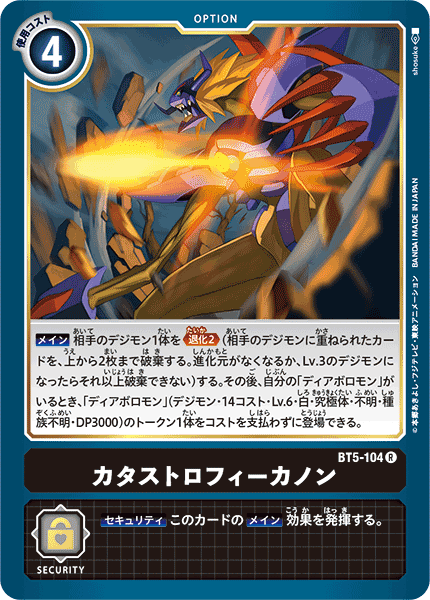 使用コスト
4
OPTION
shosuke
メイン 相手のデジモン1体を 退化2 (相手のデジモンに重ねられたカー
ドを、上から2枚まで破棄する。進化元がなくなるか、Lv.3のデジモンに
なったらそれ以上破棄できない)する。その後、自分の「ディアボロモン」が
いるとき、「ディアボロモン」(デジモン・14コスト・Lv.6・白・究極体・不明・種
族不明・DP3000)のトークン1体をコストを支払わずに登場できる。
©本郷あきよし・フジテレビ・東映アニメーション BANDAI MADE IN JAPAN
BT5-104 R
カタストロフィーカノン
セキュリティ このカードの メイン 効果を発揮する。
SECURITY